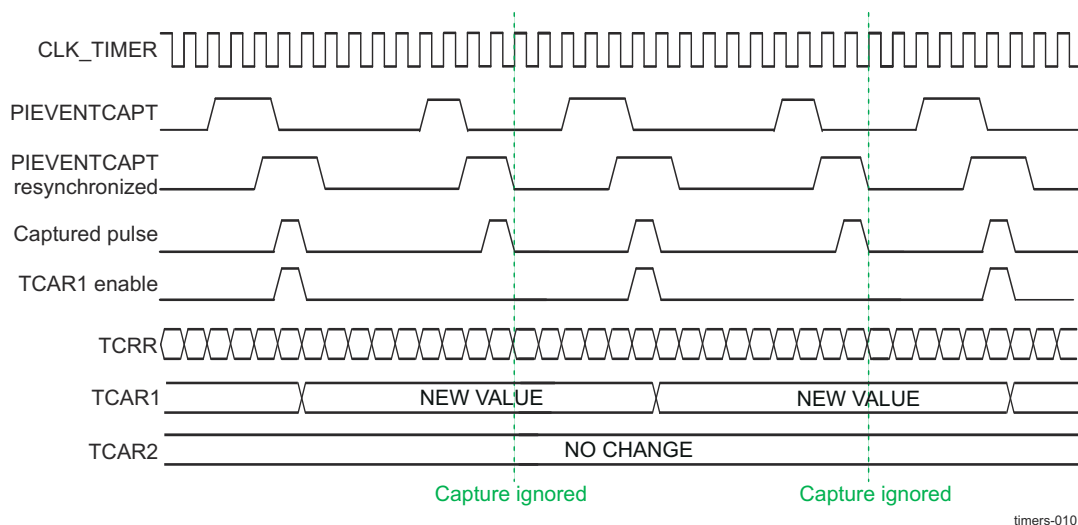 CLK_TIMER
PIEVENTCAPT
PIEVENTCAPT
resynchronized
Captured pulse
TCAR1 enable
TCRR
TCAR1
NEW VALUE
NEW VALUE
TCAR2
NO CHANGE
Capture ignored
Capture ignored
timers-010